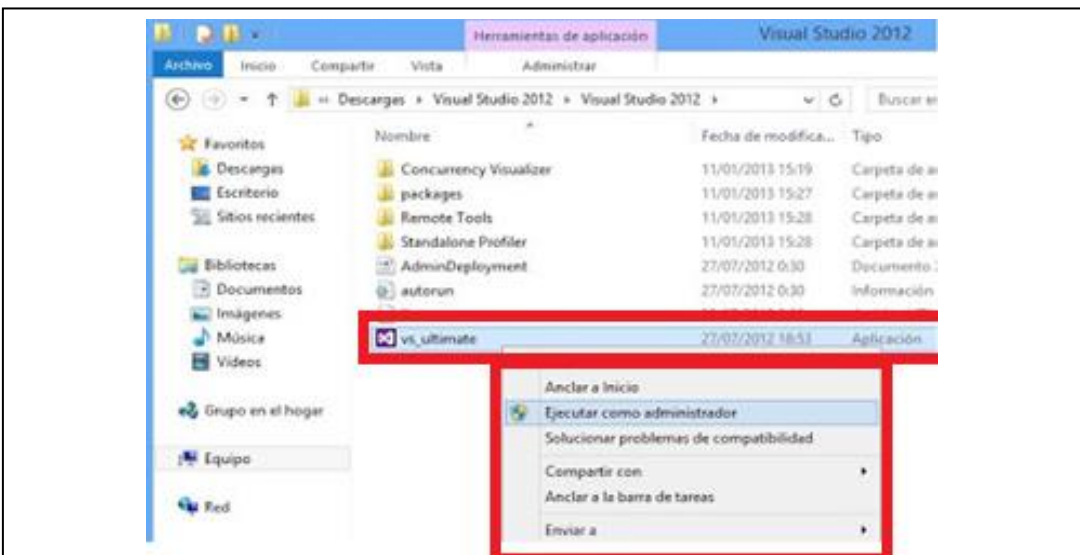 Herramientas de aplicación
Visual Studio 2012
Archivo Inicio Compartir Vista Administrar
Descargas Visual Studio 2012 Visual Studio 2012 Buscar en
Nombre Fecha de modifica... Tipo
Favoritos
Descargas
Escritorio
Sitios recientes
Bibliotecas
Documentos
Imágenes
Música
Vídeos
Grupo en el hogar
Equipo
Red
Concurrency Visualizer 11/01/2013 15:19 Carpeta de
packages 11/01/2013 15:27 Carpeta de
Remote Tools 11/01/2013 15:28 Carpeta de
Standalone Profiler 11/01/2013 15:28 Carpeta de
AdminDeployment 27/07/2012 0:30 Documento
autorun 27/07/2012 0:30 Información
vs_ultimate 27/07/2012 18:53 Aplicación
Anclar a Inicio
Ejecutar como administrador
Solucionar problemas de compatibilidad
Compartir con
Anclar a la barra de tareas
Enviar a